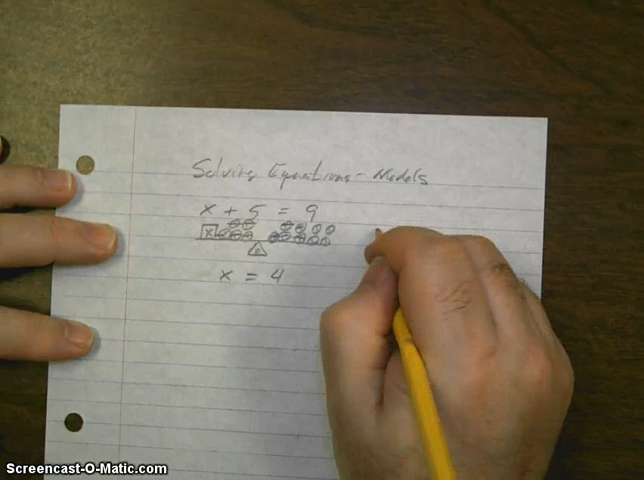 Solving Equations - Models
x + 5 = 9
x
x = 4
Screencast-O-Matic.com